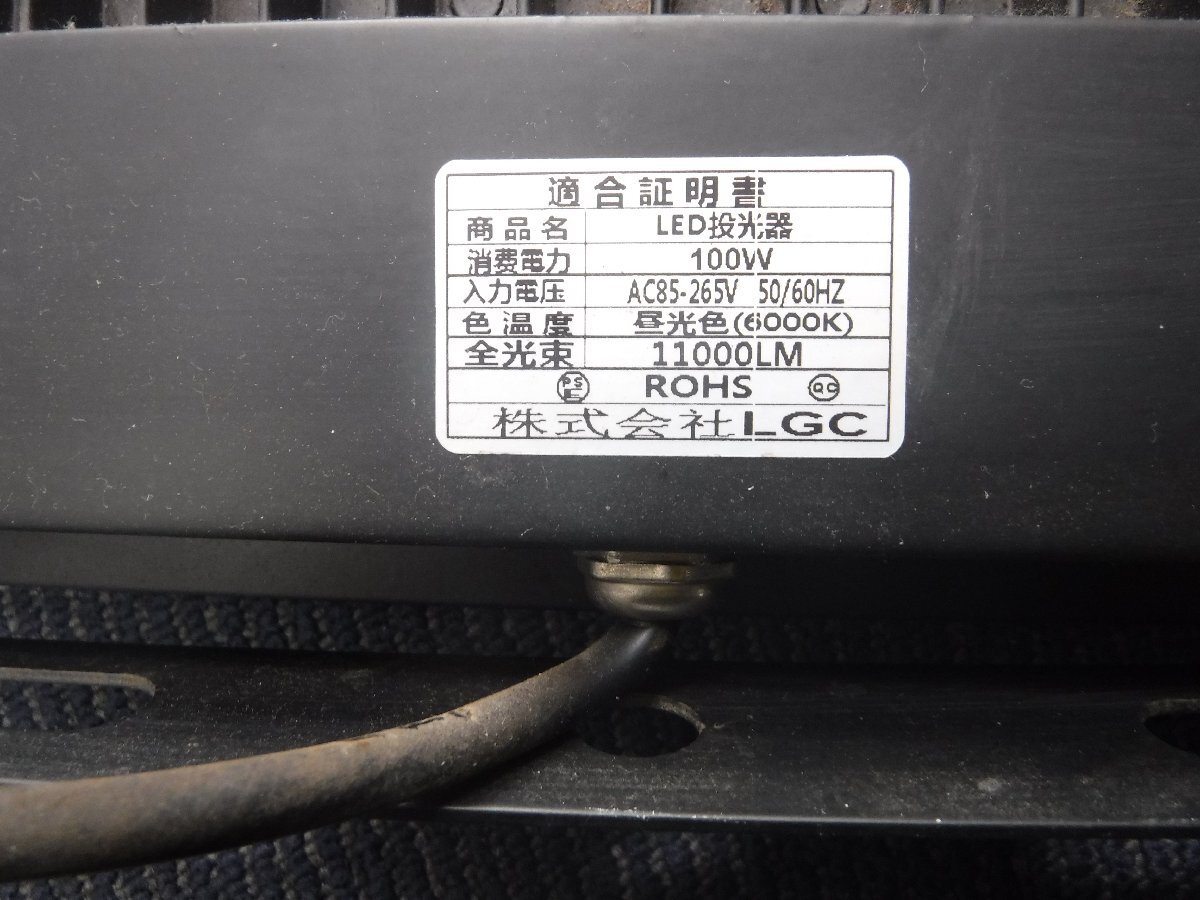 適合証明書
商品名 LED投光器
消費電力 100W
入力電圧 AC85-265V 50/60HZ
色温度 昼光色(6000K)
全光束 11000LM
PSE ROHS QC
株式会社LGC